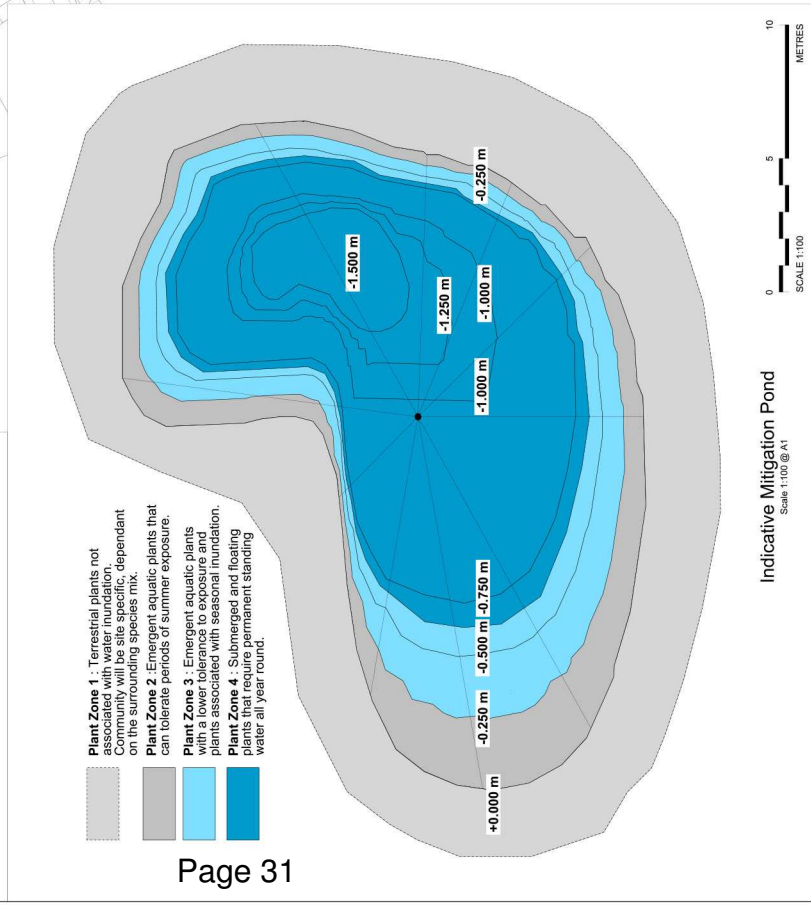 Plant Zone 1 : Terrestrial plants not
associated with water inundation.
Community will be site specific, dependant
on the surrounding species mix.
Plant Zone 2 :Emergent aquatic plants that
can tolerate periods of summer exposure.
Plant Zone 3 : Emergent aquatic plants
with a lower tolerance to exposure and
plants associated with seasonal inundation.
Plant Zone 4 : Submerged and floating
plants that require permanent standing
water all year round.
+0.000 m
-0.250 m
-0.500 m
-0.750 m
-1.000 m
-1.000 m
-1.250 m
-1.500 m
-0.250 m
Indicative Mitigation Pond
Scale 1:100 @ A1
0
5
10
SCALE 1:100
METRES
Page 31